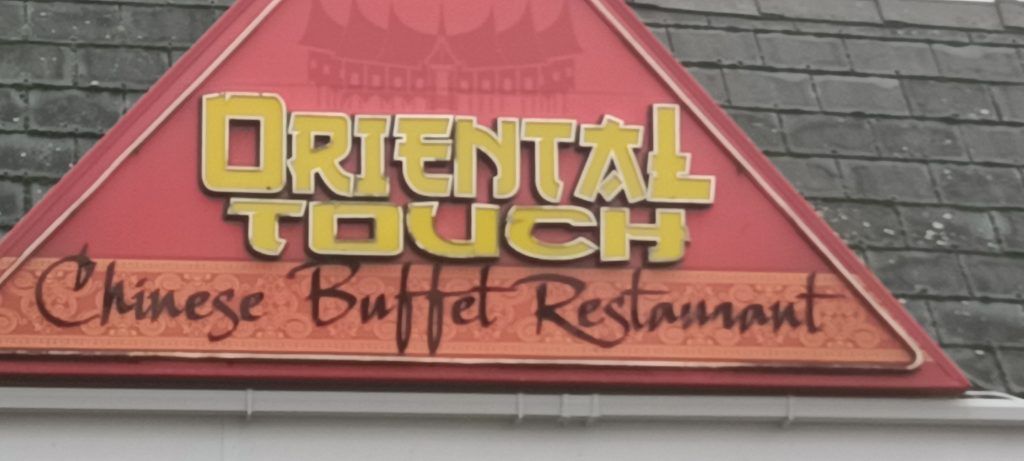 ORIENTAL
TOUCH
Chinese Buffet Restaurant